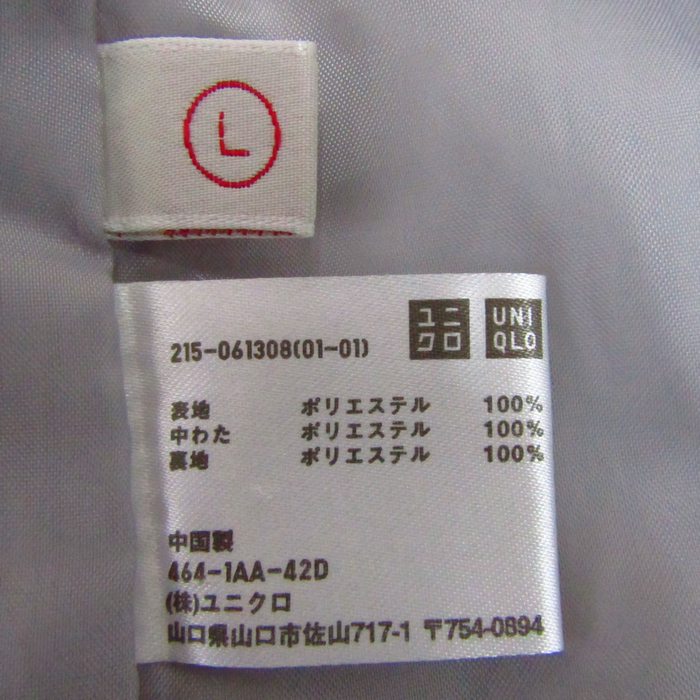 L
ユニ UNI
クロ QLO
215-061308(01-01)
表地 ポリエステル 100%
中わた ポリエステル 100%
裏地 ポリエステル 100%
中国製
464-1AA-42D
(株)ユニクロ
山口県山口市佐山717-1 〒754-0894